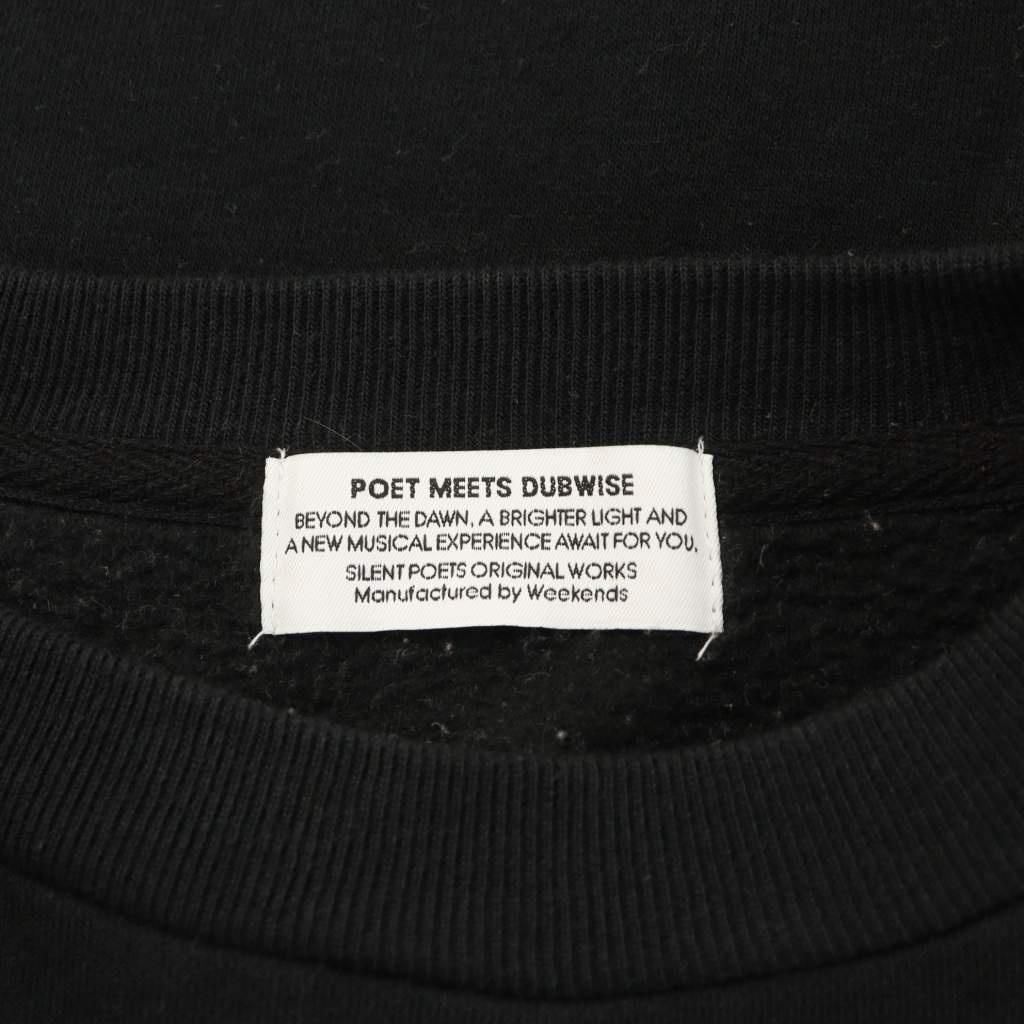 POET MEETS DUBWISE
BEYOND THE DAWN, A BRIGHTER LIGHT AND
A NEW MUSICAL EXPERIENCE AWAIT FOR YOU.
SILENT POETS ORIGINAL WORKS
Manufactured by Weekends